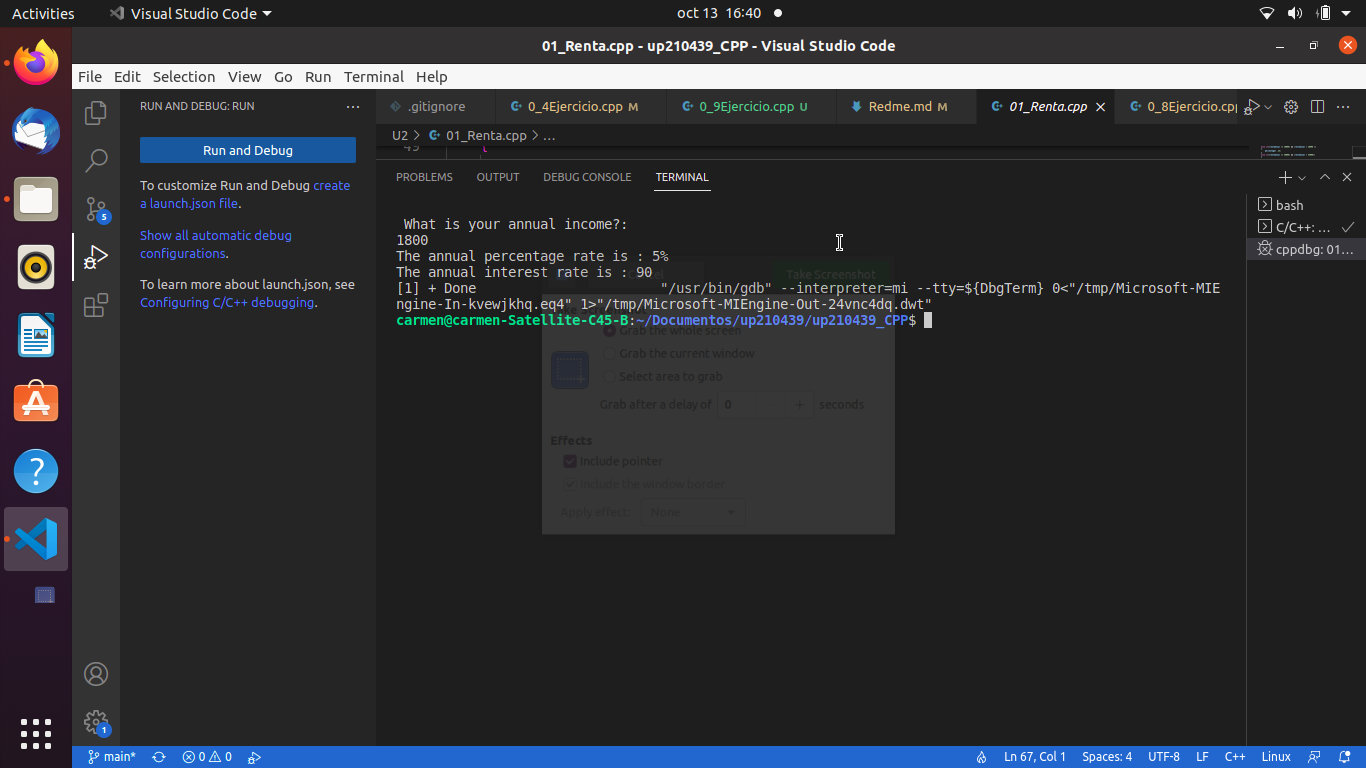 Activities
Visual Studio Code
oct 13 16:40
01_Renta.cpp - up210439_CPP - Visual Studio Code
File Edit Selection View Go Run Terminal Help
RUN AND DEBUG: RUN
.gitignore
0_4Ejercicio.cpp M
0_9Ejercicio.cpp U
Redme.md M
01_Renta.cpp
0_8Ejercicio.cpp
U2 > 01_Renta.cpp > ...
49 {
Run and Debug
To customize Run and Debug create
a launch.json file.
Show all automatic debug
configurations.
To learn more about launch.json, see
Configuring C/C++ debugging.
PROBLEMS OUTPUT DEBUG CONSOLE TERMINAL
What is your annual income?:
1800
The annual percentage rate is : 5%
The annual interest rate is : 90
[1] + Done "/usr/bin/gdb" --interpreter=mi --tty=${DbgTerm} 0<"/tmp/Microsoft-MIE
ngine-In-kvewjkhq.eq4" 1>"/tmp/Microsoft-MIEngine-Out-24vnc4dq.dwt"
carmen@carmen-Satellite-C45-B:~/Documentos/up210439/up210439_CPP$
bash
C/C++: ...
cppdbg: 01...
Take Screenshot
Grab the whole screen
Grab the current window
Select area to grab
Grab after a delay of 0 + seconds
Effects
Include pointer
Include the window border
Apply effect: None
5
1
main*
0 0
Ln 67, Col 1
Spaces: 4
UTF-8
LF
C++
Linux